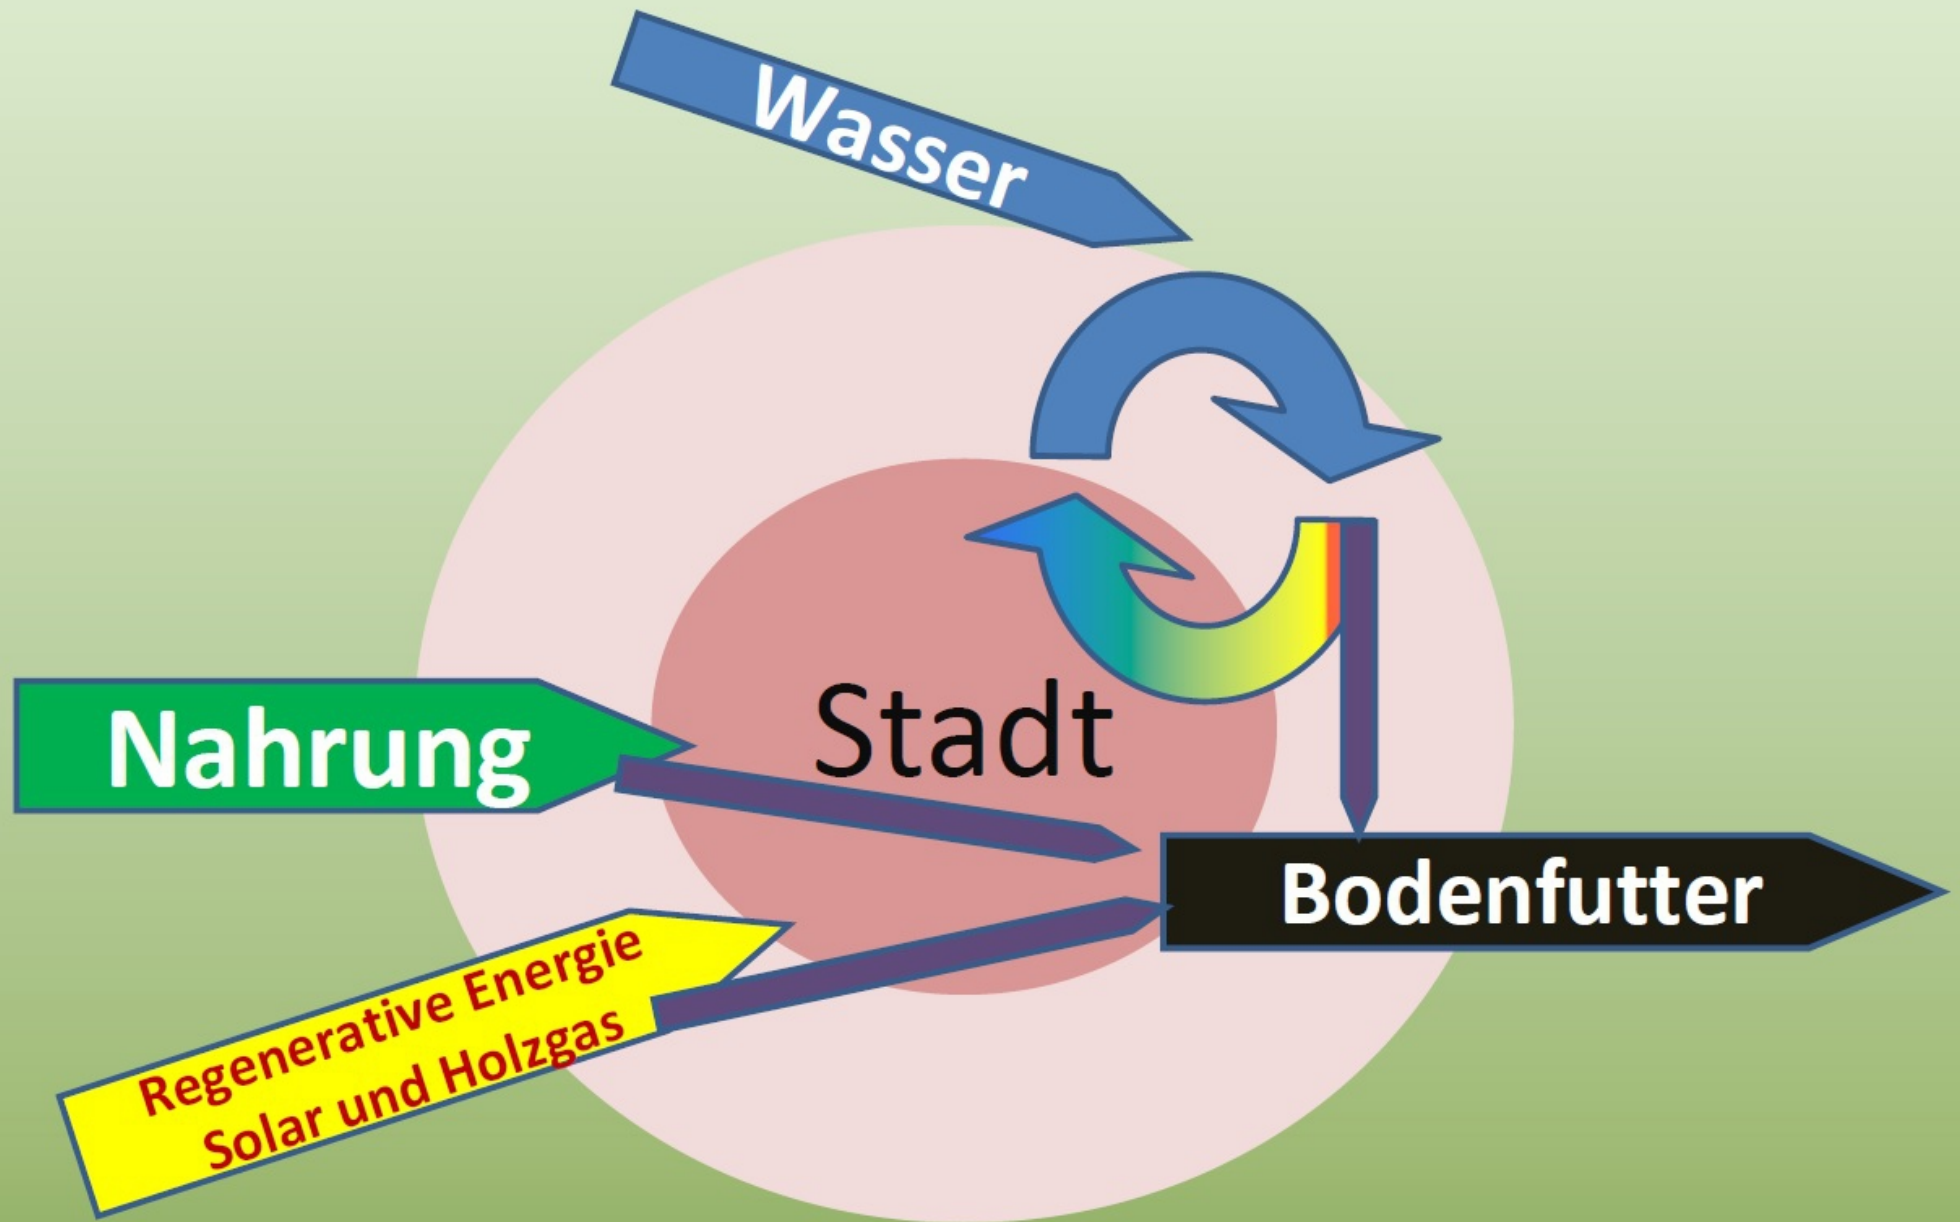 Wasser
Stadt
Nahrung
Bodenfutter
Regenerative Energie
Solar und Holzgas